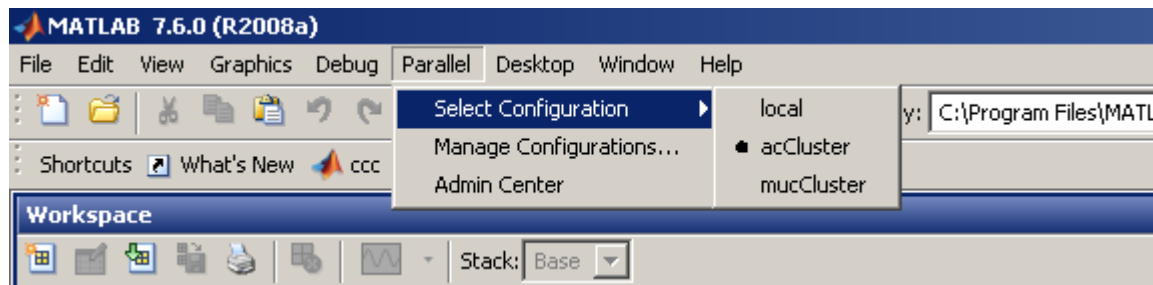 MATLAB 7.6.0 (R2008a)
File Edit View Graphics Debug Parallel Desktop Window Help
Select Configuration local y: C:\Program Files\MATL
Manage Configurations... acCluster
Shortcuts What's New ccc
Admin Center mucCluster
Workspace
Stack: Base